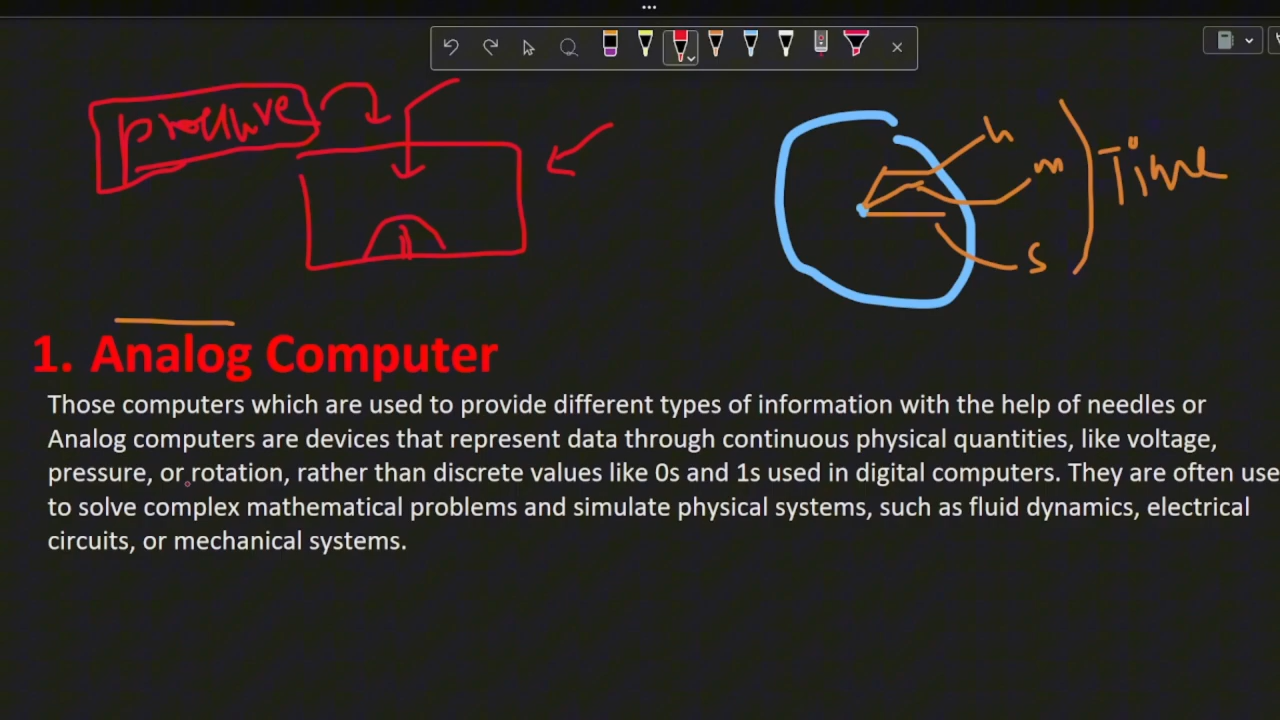 pressure
h
m
s
Time
1. Analog Computer
Those computers which are used to provide different types of information with the help of needles or
Analog computers are devices that represent data through continuous physical quantities, like voltage,
pressure, or rotation, rather than discrete values like 0s and 1s used in digital computers. They are often use
to solve complex mathematical problems and simulate physical systems, such as fluid dynamics, electrical
circuits, or mechanical systems.